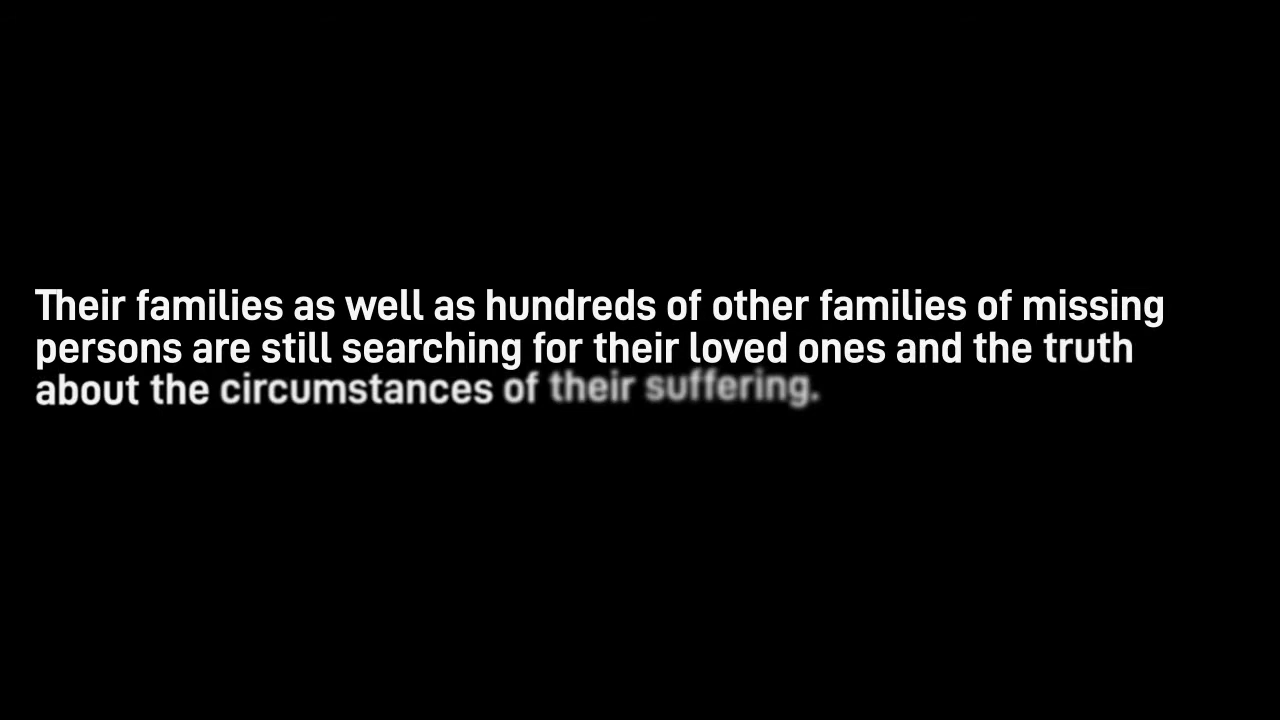 Their families as well as hundreds of other families of missing
persons are still searching for their loved ones and the truth
about the circumstances of their suffering.